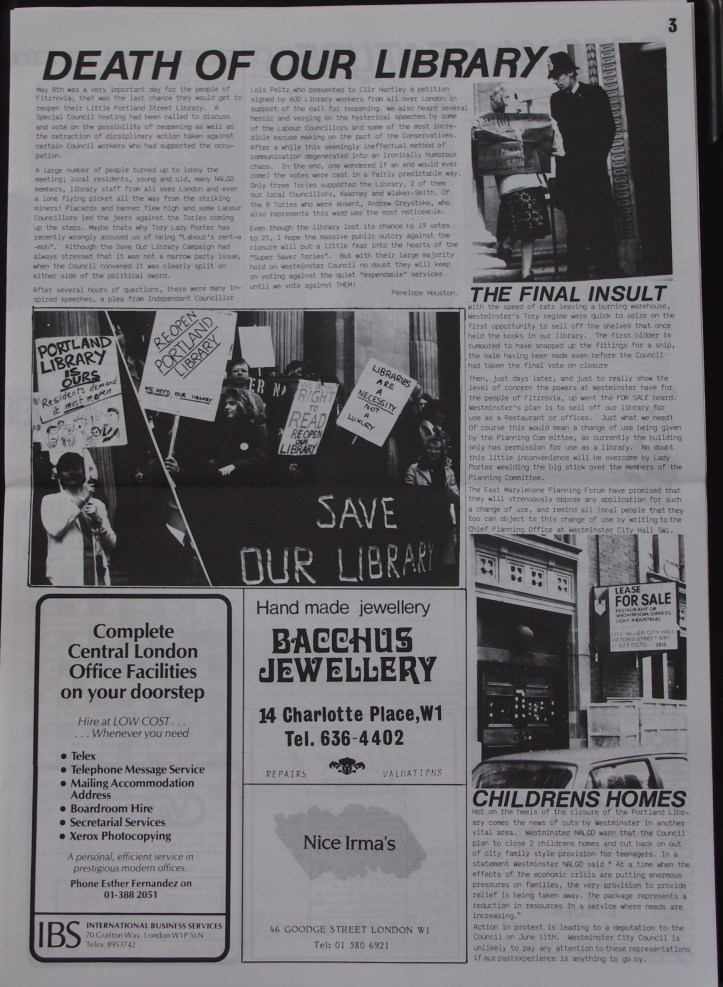 3
DEATH OF OUR LIBRARY
May 8th was a very important day for the people of
Fitzrovia; that was the last chance they would get to
reopen their Little Portland Street Library. A
Special Council Meeting had been called to discuss
and vote on the possibility of reopening as well as
the retraction of dicsiplinary action taken against
certain Council workers who had supported the occu-
pation.
A large number of people turned up to lobby the
meeting; local residents, young and old, many NALGO
members, library staff from all over London and even
a lone flying picket all the way from the striking
miners! Placards and banner flew high and some Labour
Councillors led the jeers against the Tories coming
up the steps. Maybe thats why Tory Lady Porter has
recently wrongly accused us of being "Labour's rent-a
-mob". Although the Save Our Library Campaign had
always stressed that it was not a narrow party issue,
when the Council convened it was clearly split on
either side of the political sword.
After several hours of questions, there were many in-
spired speeches, a plea from Independant Councillor
Lois Peltz who presented to Cllr Hartley a petition
signed by 600 Library workers from all over London in
support of the call for reopening. We also heard several
heroic and verging on the hysterical speeches by some
of the Labour Councillors and some of the most incre-
dible excuse making on the part of the Conservatives.
After a while this seemingly ineffectual method of
communication degenerated into an ironically humorous
chaos. In the end, one wondered if an end would ever
come) the votes were cast in a fairly predictable way.
Only three Tories supported the Library, 2 of them
our local Councillors, Kearney and Wlaker-Smith. Of
the 8 Tories who were absent, Andrew Greystoke, who
also represents this ward was the most noticeable.
Even though the Library lost its chance by 19 votes
to 25, I hope the massive public outcry against the
closure will put a little fear into the hearts of the
"Super Saver Tories". But with their large majority
hold on Westminster Council no doubt they will keep
on voting against the quiet "expendable" services
until we vote against THEM!
Penelope Houston.
PORTLAND
LIBRARY
IS
OURS
Residents demand
it must reopen
REOPEN
PORTLAND
LIBRARY
WE NEED OUR LIBRARY
RIGHT
TO
READ
REOPEN
OUR
LIBRARY
LIBRARIES
ARE A
NECESSITY
NOT A
LUXURY
SAVE
OUR LIBRARY
THE FINAL INSULT
With the speed of rats leaving a burning warehouse,
Westminster's Tory regime were quick to seize on the
first opportunity to sell off the shelves that once
held the books in our library. The first bidder is
rumoured to have snapped up the fittings for a snip,
the sale having been made even before the Council
had taken the final vote on closure
Then, just days later, and just to really show the
level of concern the powers at Westminster have for
the people of Fitzrovia, up went the FOR SALE board.
Westminster's plan is to sell off our library for
use as a Restaurant or offices. Just what we need!
Of course this would mean a change of use being given
by the Planning Com mittee, as currently the building
only has permission for use as a library. No doubt
this little inconvenience will be overcome by Lady
Porter wealding the big stick over the members of the
Planning Committee.
The East Marylebone Planning Forum have promised that
they will strenuously oppose any application for such
a change of use, and remind all local people that they
too can object to this change of use by writing to the
Chief Planning Office at Westminster City Hall SW1.
LEASE
FOR SALE
RESTAURANT OR
SHOWROOM OFFICES
LIGHT INDUSTRIAL
CITY VALUER CITY HALL
VICTORIA STREET SW1
CHILDRENS HOMES
Hot on the heels of the closure of the Portland Libr-
ary comes the news of cuts by Westminster in another
vital area. Westminster NALGO warn that the Council
plan to close 2 childrens homes and cut back on out
of city family style provision for teenagers. In a
statement Westminster NALGO said " At a time when the
effects of the economic crisis are putting enormous
pressures on families, the very provision to provide
relief is being taken away. The package represents a
reduction in resources in a service where needs are
increasing."
Action in protest is leading to a deputation to the
Council on June 11th. Westminster City Council is
unlikely to pay any attention to these representations
if our pastexperience is anything to go by.
Complete
Central London
Office Facilities
on your doorstep
Hire at LOW COST . . .
. . . Whenever you need
• Telex
• Telephone Message Service
• Mailing Accommodation
Address
• Boardroom Hire
• Secretarial Services
• Xerox Photocopying
A personal, efficient service in
prestigious modern offices.
Phone Esther Fernandez on
01-388 2051
IBS INTERNATIONAL BUSINESS SERVICES
70 Grafton Way, London W1P 5LN
Telex: 8953742
Hand made jewellery
BACCHUS
JEWELLERY
14 Charlotte Place,W1
Tel. 636-4402
REPAIRS VALUATIONS
Nice Irma's
46 GOODGE STREET LONDON W1
Tel: 01 580 6921